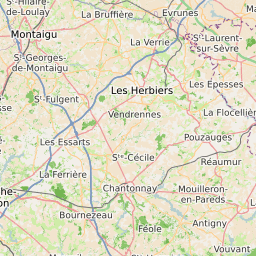 St-Hilaire-
de-Loulay
La Bruffière
Evrunes
Montaigu
La Verrie
St-Laurent-
sur-Sèvre
St-Georges-
de-Montaigu
Les Herbiers
Les Epesses
St-Fulgent
Vendrennes
La Flocelliè
Les Essarts
Pouzauges
Ste-Cécile
Réaumur
La Ferrière
Chantonnay
Mouilleron-
en-Pareds
Bournezeau
Antigny
Féole
Vouvant